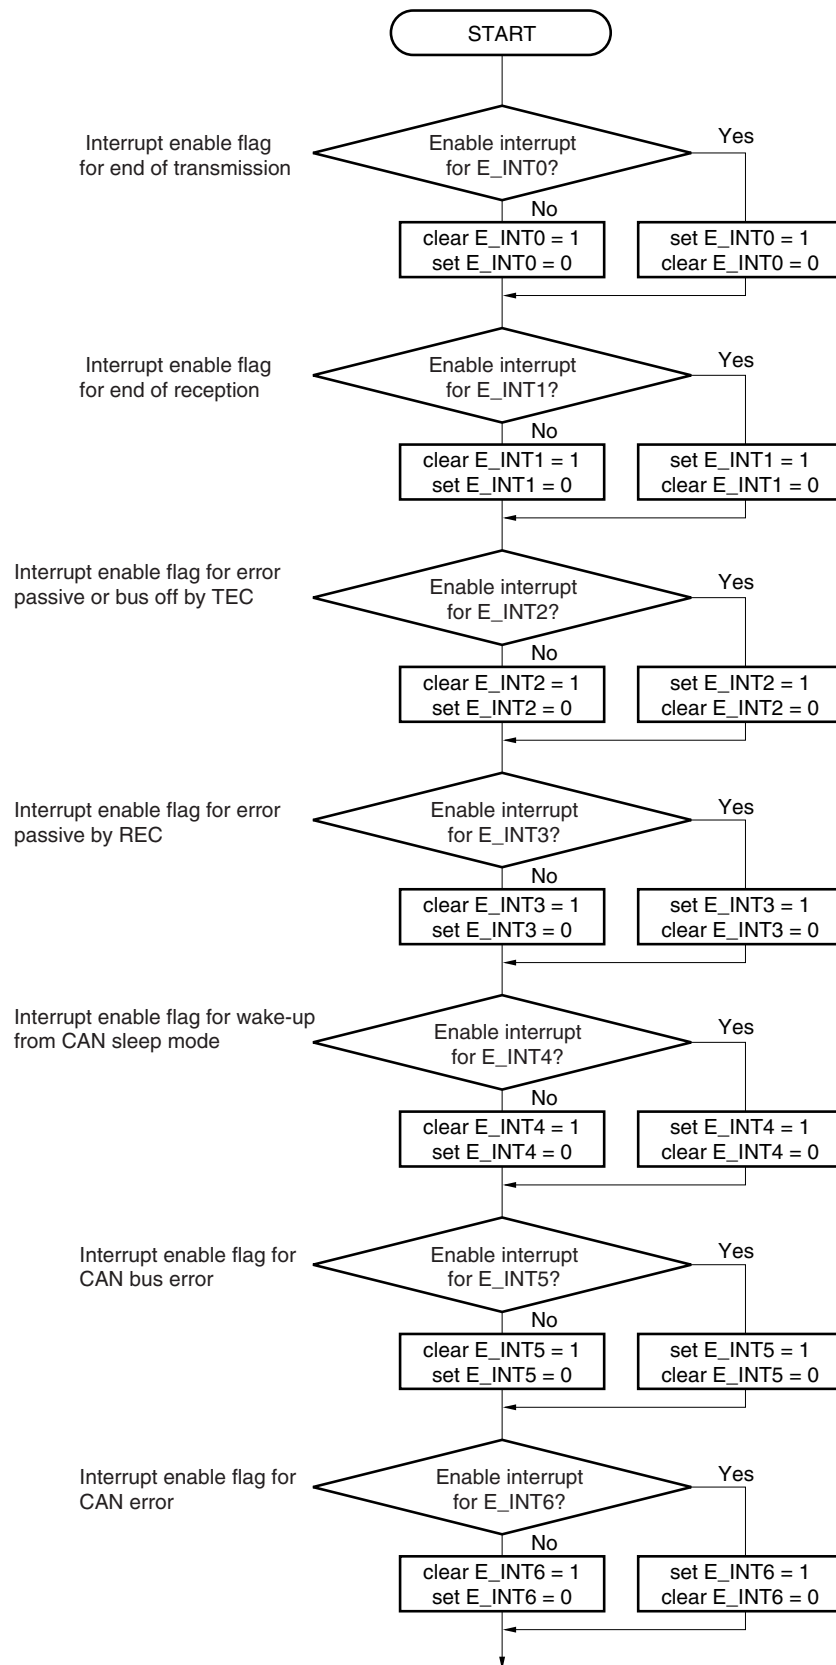 START
Interrupt enable flag
for end of transmission
Enable interrupt
for E_INT0?
Yes
No
clear E_INT0 = 1
set E_INT0 = 0
set E_INT0 = 1
clear E_INT0 = 0
Interrupt enable flag
for end of reception
Enable interrupt
for E_INT1?
Yes
No
clear E_INT1 = 1
set E_INT1 = 0
set E_INT1 = 1
clear E_INT1 = 0
Interrupt enable flag for error
passive or bus off by TEC
Enable interrupt
for E_INT2?
Yes
No
clear E_INT2 = 1
set E_INT2 = 0
set E_INT2 = 1
clear E_INT2 = 0
Interrupt enable flag for error
passive by REC
Enable interrupt
for E_INT3?
Yes
No
clear E_INT3 = 1
set E_INT3 = 0
set E_INT3 = 1
clear E_INT3 = 0
Interrupt enable flag for wake-up
from CAN sleep mode
Enable interrupt
for E_INT4?
Yes
No
clear E_INT4 = 1
set E_INT4 = 0
set E_INT4 = 1
clear E_INT4 = 0
Interrupt enable flag for
CAN bus error
Enable interrupt
for E_INT5?
Yes
No
clear E_INT5 = 1
set E_INT5 = 0
set E_INT5 = 1
clear E_INT5 = 0
Interrupt enable flag for
CAN error
Enable interrupt
for E_INT6?
Yes
No
clear E_INT6 = 1
set E_INT6 = 0
set E_INT6 = 1
clear E_INT6 = 0